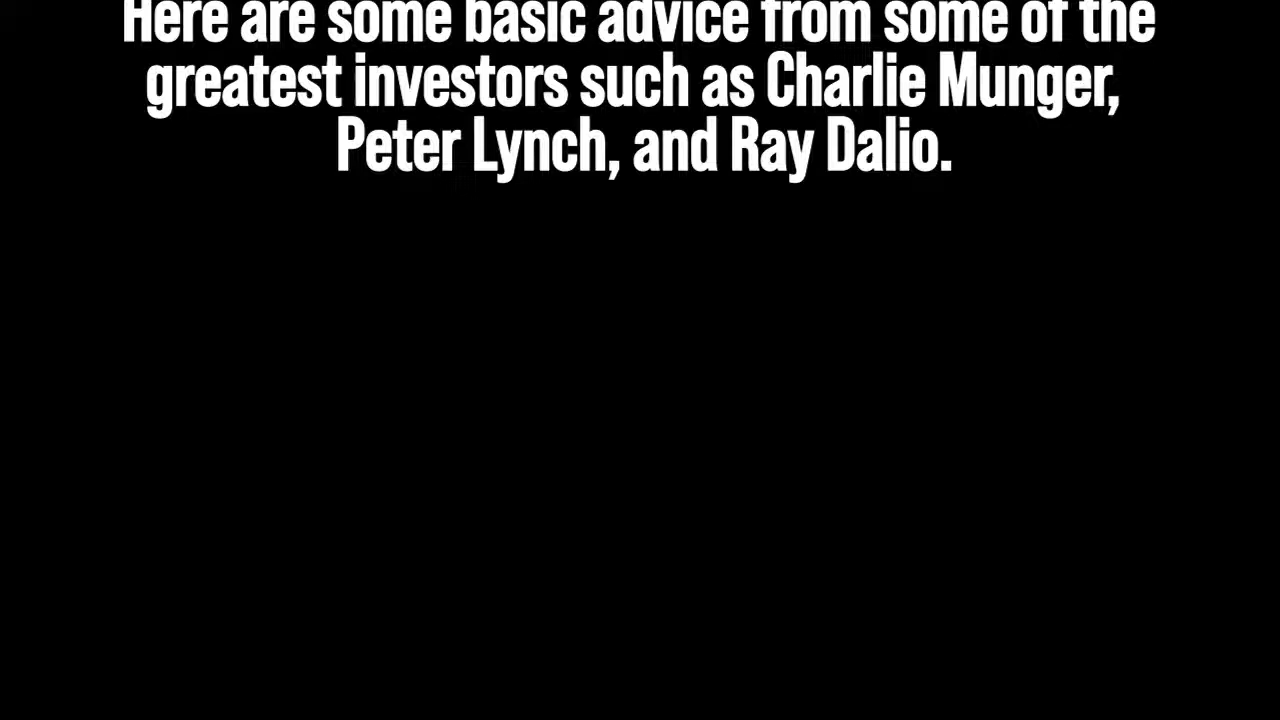 Here are some basic advice from some of the
greatest investors such as Charlie Munger,
Peter Lynch, and Ray Dalio.